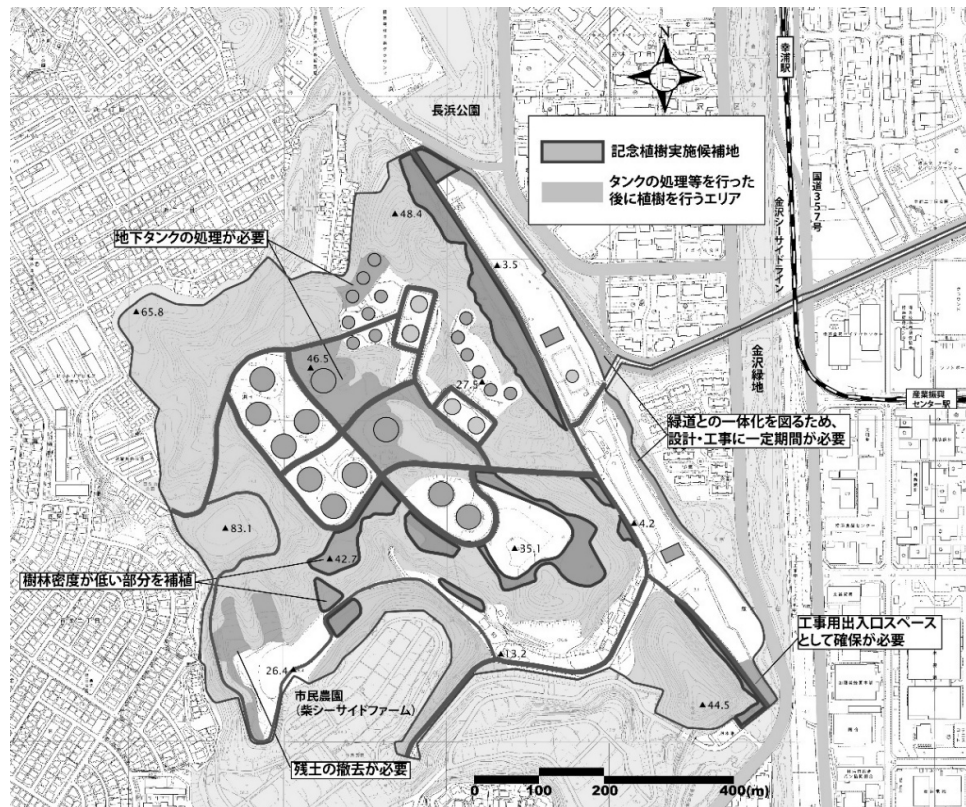 N
長浜公園
幸浦駅
国道357号
金沢シーサイドライン
記念植樹実施候補地
タンクの処理等を行った
後に植樹を行うエリア
48.4
地下タンクの処理が必要
3.5
65.8
46.5
27.5
金沢緑地
産業振興
センター駅
緑道との一体化を図るため、
設計・工事に一定期間が必要
83.1
4.2
35.1
42.7
樹林密度が低い部分を補植
工事用出入口スペース
として確保が必要
13.2
26.4
市民農園
(柴シーサイドファーム)
44.5
残土の撤去が必要
0 100 200 400(m)